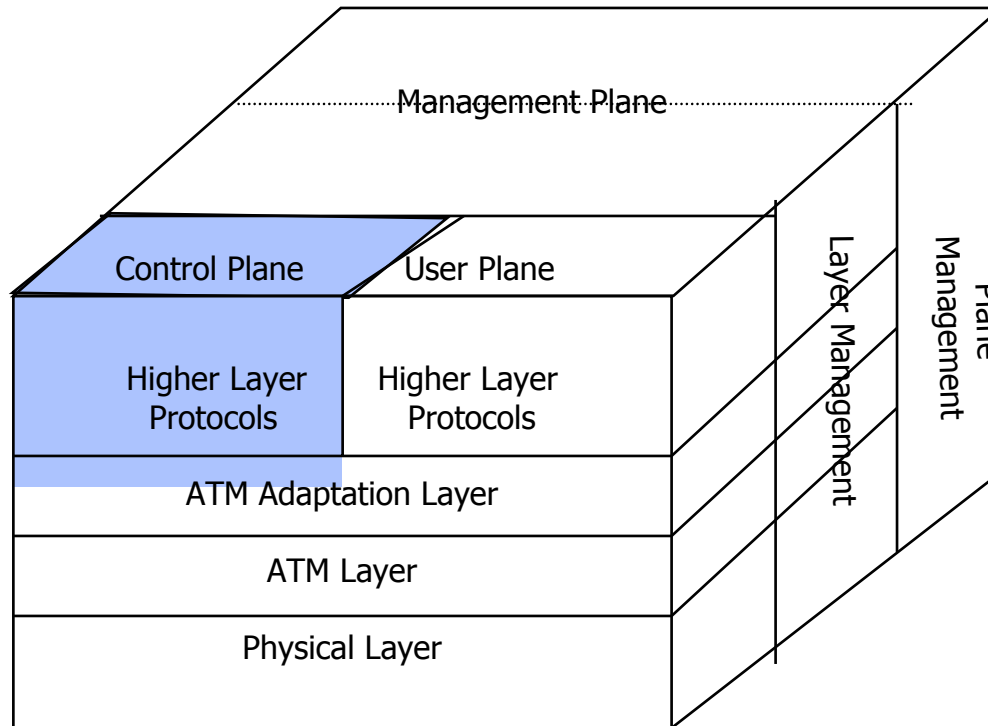 Management Plane
Control Plane
User Plane
Higher Layer
Protocols
Higher Layer
Protocols
ATM Adaptation Layer
ATM Layer
Physical Layer
Layer Management
Plane
Management